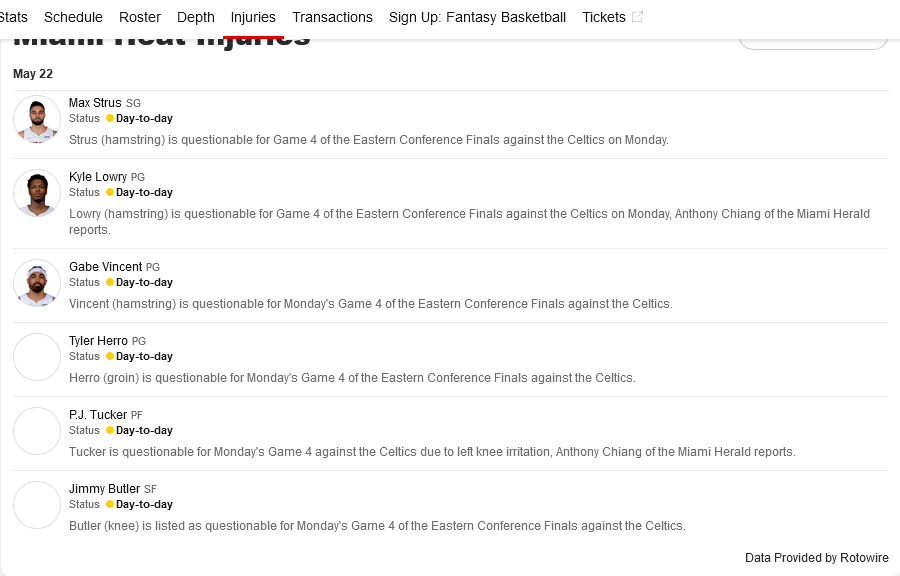 Stats Schedule Roster Depth Injuries Transactions Sign Up: Fantasy Basketball Tickets
Miami Heat Injuries
May 22
Max Strus SG
Status Day-to-day
Strus (hamstring) is questionable for Game 4 of the Eastern Conference Finals against the Celtics on Monday.
Kyle Lowry PG
Status Day-to-day
Lowry (hamstring) is questionable for Game 4 of the Eastern Conference Finals against the Celtics on Monday, Anthony Chiang of the Miami Herald
reports.
Gabe Vincent PG
Status Day-to-day
Vincent (hamstring) is questionable for Monday's Game 4 of the Eastern Conference Finals against the Celtics.
Tyler Herro PG
Status Day-to-day
Herro (groin) is questionable for Monday's Game 4 of the Eastern Conference Finals against the Celtics.
P.J. Tucker PF
Status Day-to-day
Tucker is questionable for Monday's Game 4 against the Celtics due to left knee irritation, Anthony Chiang of the Miami Herald reports.
Jimmy Butler SF
Status Day-to-day
Butler (knee) is listed as questionable for Monday's Game 4 of the Eastern Conference Finals against the Celtics.
Data Provided by Rotowire